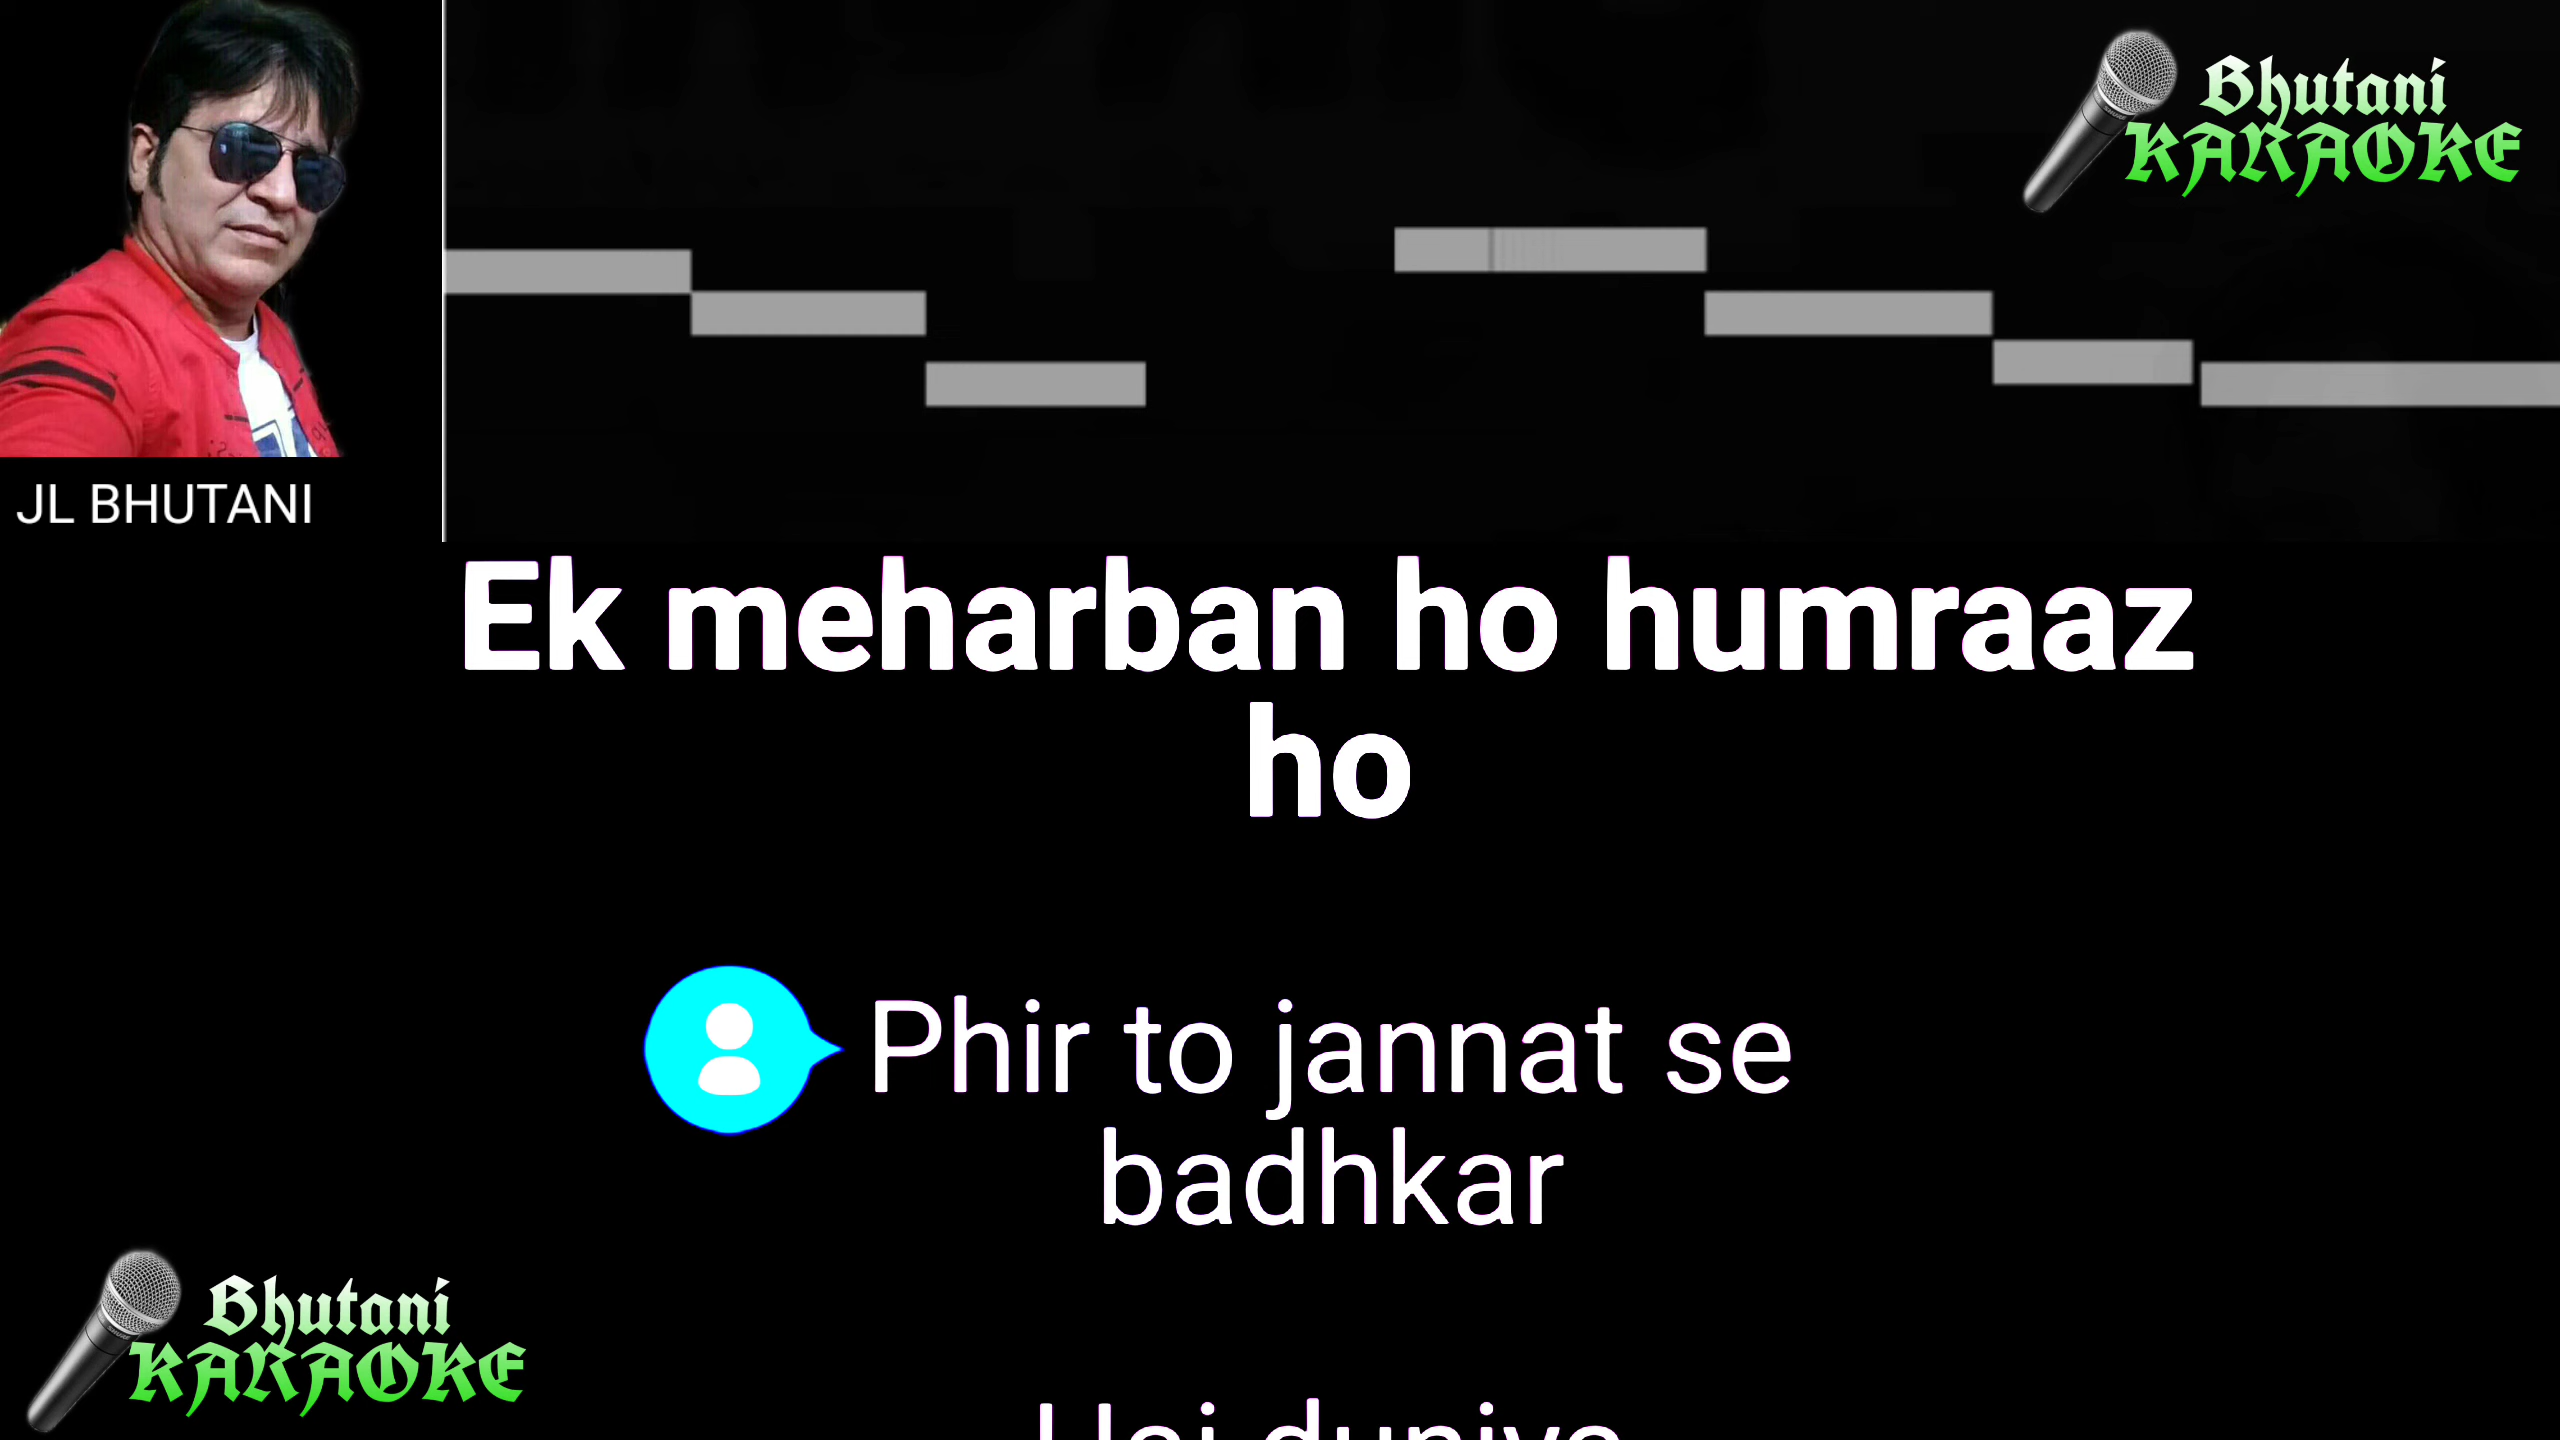 Bhutani
KARAOKE
JL BHUTANI
Ek meharban ho humraaz
ho
Phir to jannat se
badhkar
Hai duniya
Bhutani
KARAOKE